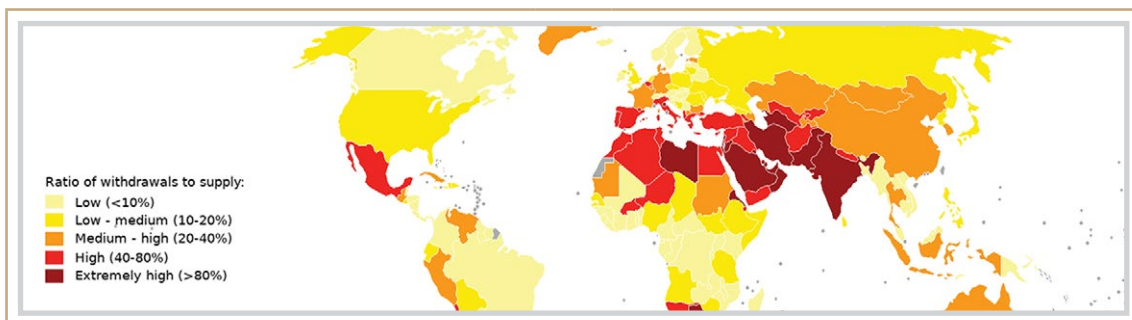 Ratio of withdrawals to supply:
Low (<10%)
Low - medium (10-20%)
Medium - high (20-40%)
High (40-80%)
Extremely high (>80%)